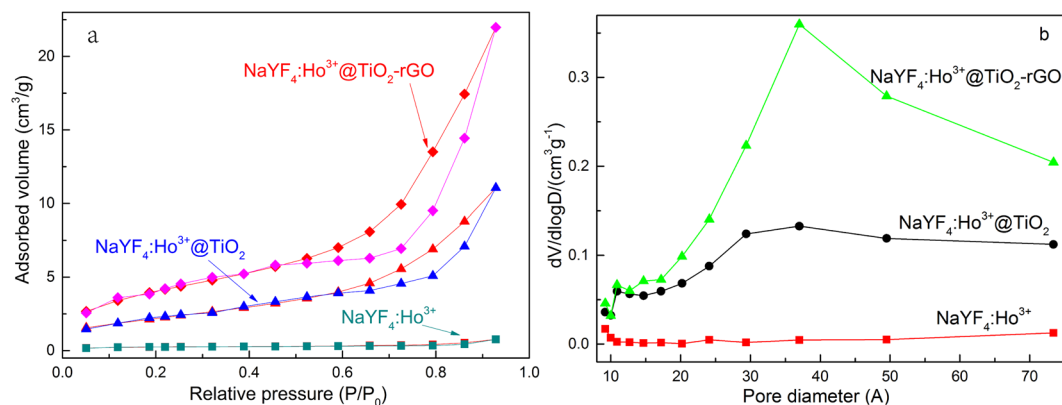 a
25
20
15
10
5
0
Adsorbed volume (cm³/g)
NaYF₄:Ho³⁺@TiO₂-rGO
NaYF₄:Ho³⁺@TiO₂
NaYF₄:Ho³⁺
0.0 0.2 0.4 0.6 0.8 1.0
Relative pressure (P/P₀)
b
0.3
0.2
0.1
0.0
dV/dlogD/(cm³g⁻¹)
NaYF₄:Ho³⁺@TiO₂-rGO
NaYF₄:Ho³⁺@TiO₂
NaYF₄:Ho³⁺
10 20 30 40 50 60 70
Pore diameter (A)